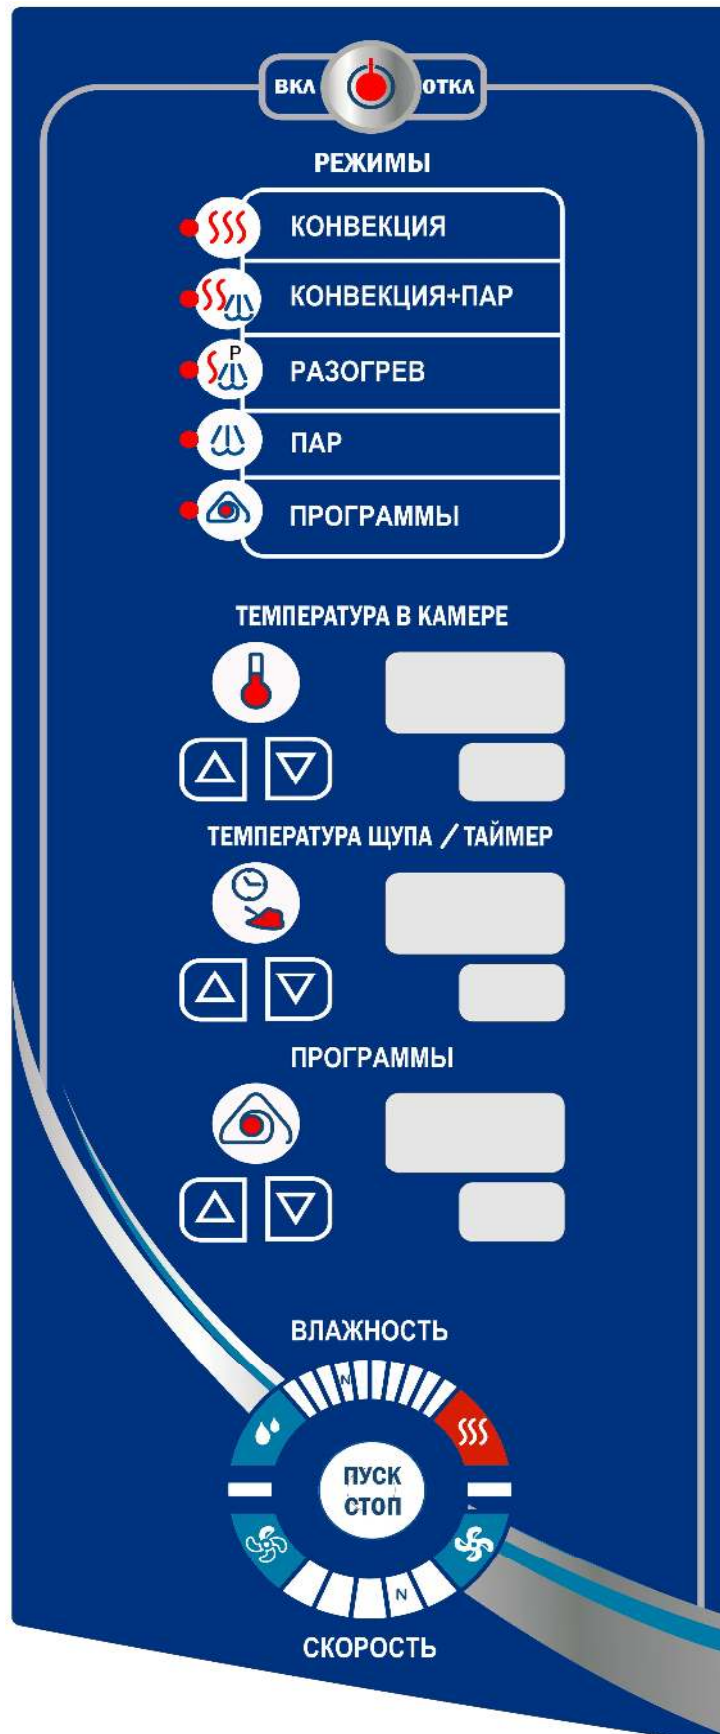 ВКЛ ОТКЛ
РЕЖИМЫ
КОНВЕКЦИЯ
КОНВЕКЦИЯ+ПАР
P
РАЗОГРЕВ
ПАР
ПРОГРАММЫ
ТЕМПЕРАТУРА В КАМЕРЕ
ТЕМПЕРАТУРА ЩУПА / ТАЙМЕР
ПРОГРАММЫ
ВЛАЖНОСТЬ
N
ПУСК
СТОП
N
СКОРОСТЬ